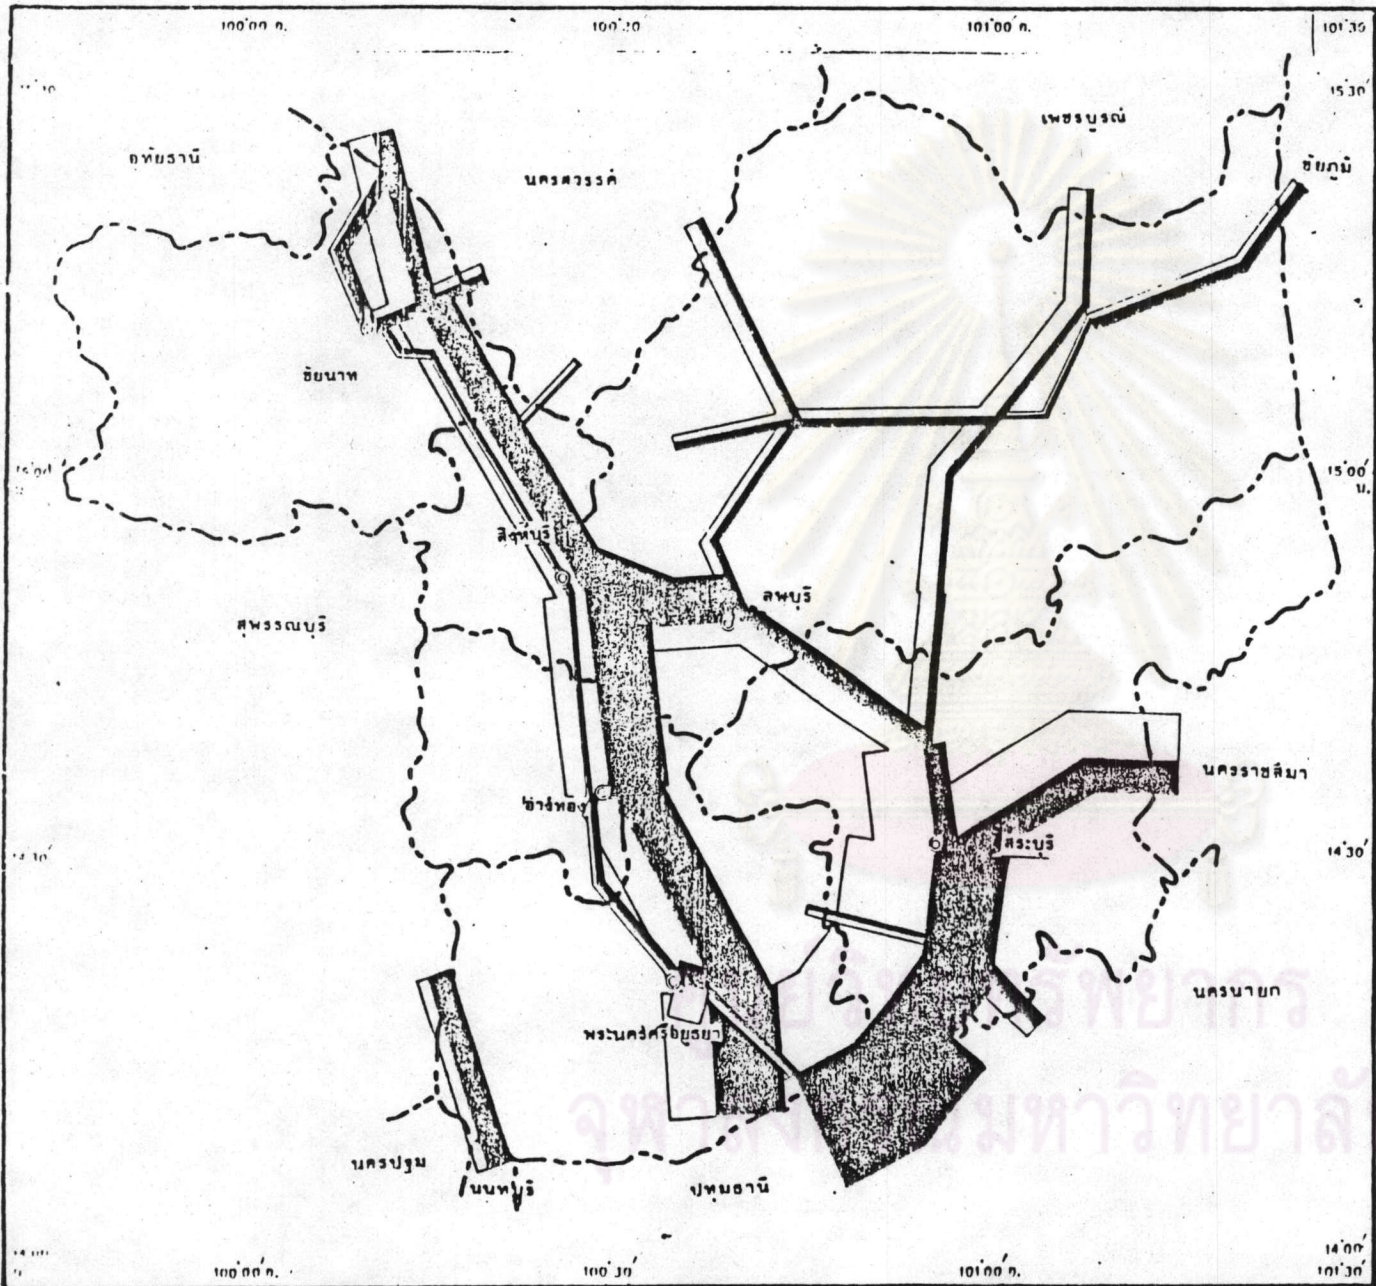 100°00' ต.
100°30'
101°00' ต.
101°30'
15°30'
เพชรบูรณ์
อุทัยธานี
นครสวรรค์
ชัยภูมิ
ชัยนาท
15°00'
น.
สิงห์บุรี
ลพบุรี
สุพรรณบุรี
นครราชสีมา
อ่างทอง
สระบุรี
14°30'
14°30'
นครนายก
พระนครศรีอยุธยา
นครปฐม
นนทบุรี
ปทุมธานี
14°00'
14°00'
100°00' ต.
100°30'
101°00' ต.
101°30'